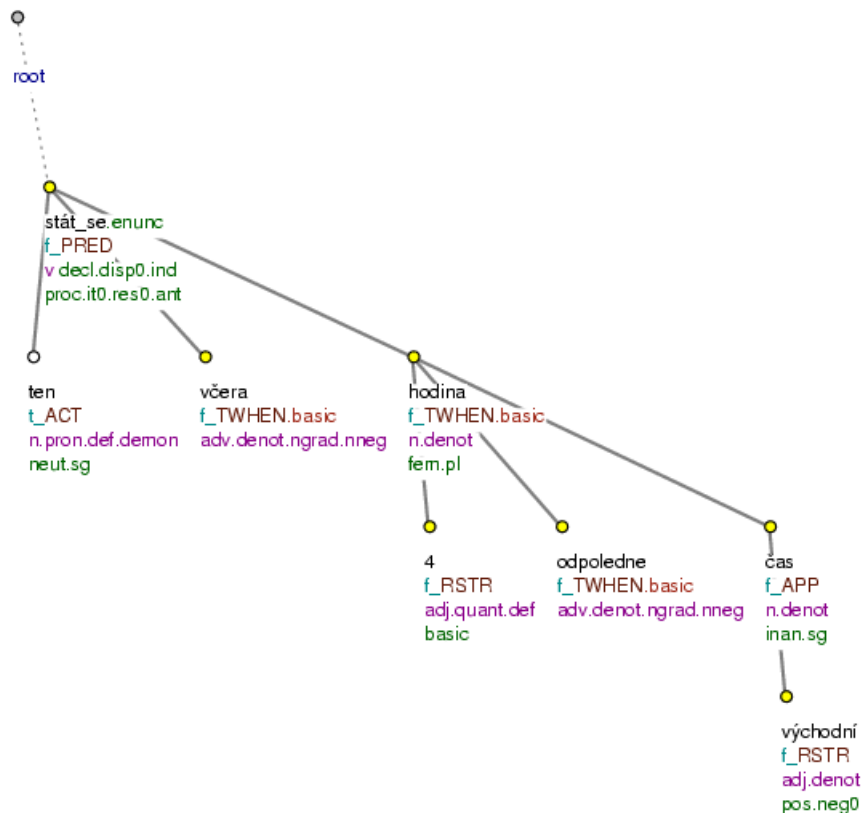 root
stát_se.enunc
f_PRED
v decl.disp0.ind
proc.it0.res0.ant
ten
t_ACT
n.pron.def.demon
neut.sg
včera
f_TWHEN.basic
adv.denot.ngrad.nneg
hodina
f_TWHEN.basic
n.denot
fem.pl
4
f_RSTR
adj.quant.def
basic
odpoledne
f_TWHEN.basic
adv.denot.ngrad.nneg
čas
f_APP
n.denot
inan.sg
východní
f_RSTR
adj.denot
pos.neg0